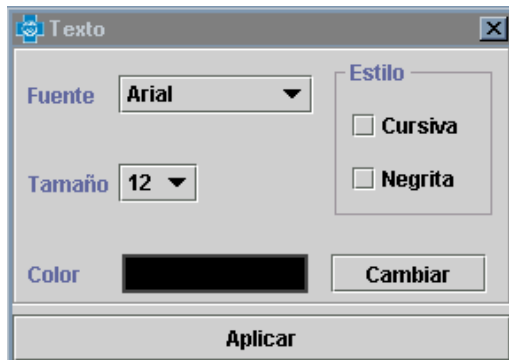 Texto
Fuente
Arial
Estilo
Cursiva
Tamaño
12
Negrita
Color
Cambiar
Aplicar